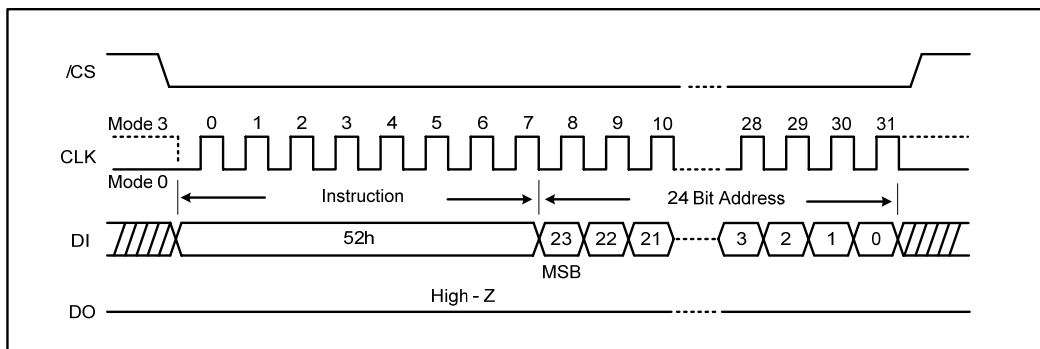 /CS
Mode 3 0 1 2 3 4 5 6 7 8 9 10 28 29 30 31
CLK
Mode 0
Instruction 24 Bit Address
DI 52h 23 22 21 3 2 1 0
MSB
High - Z
DO